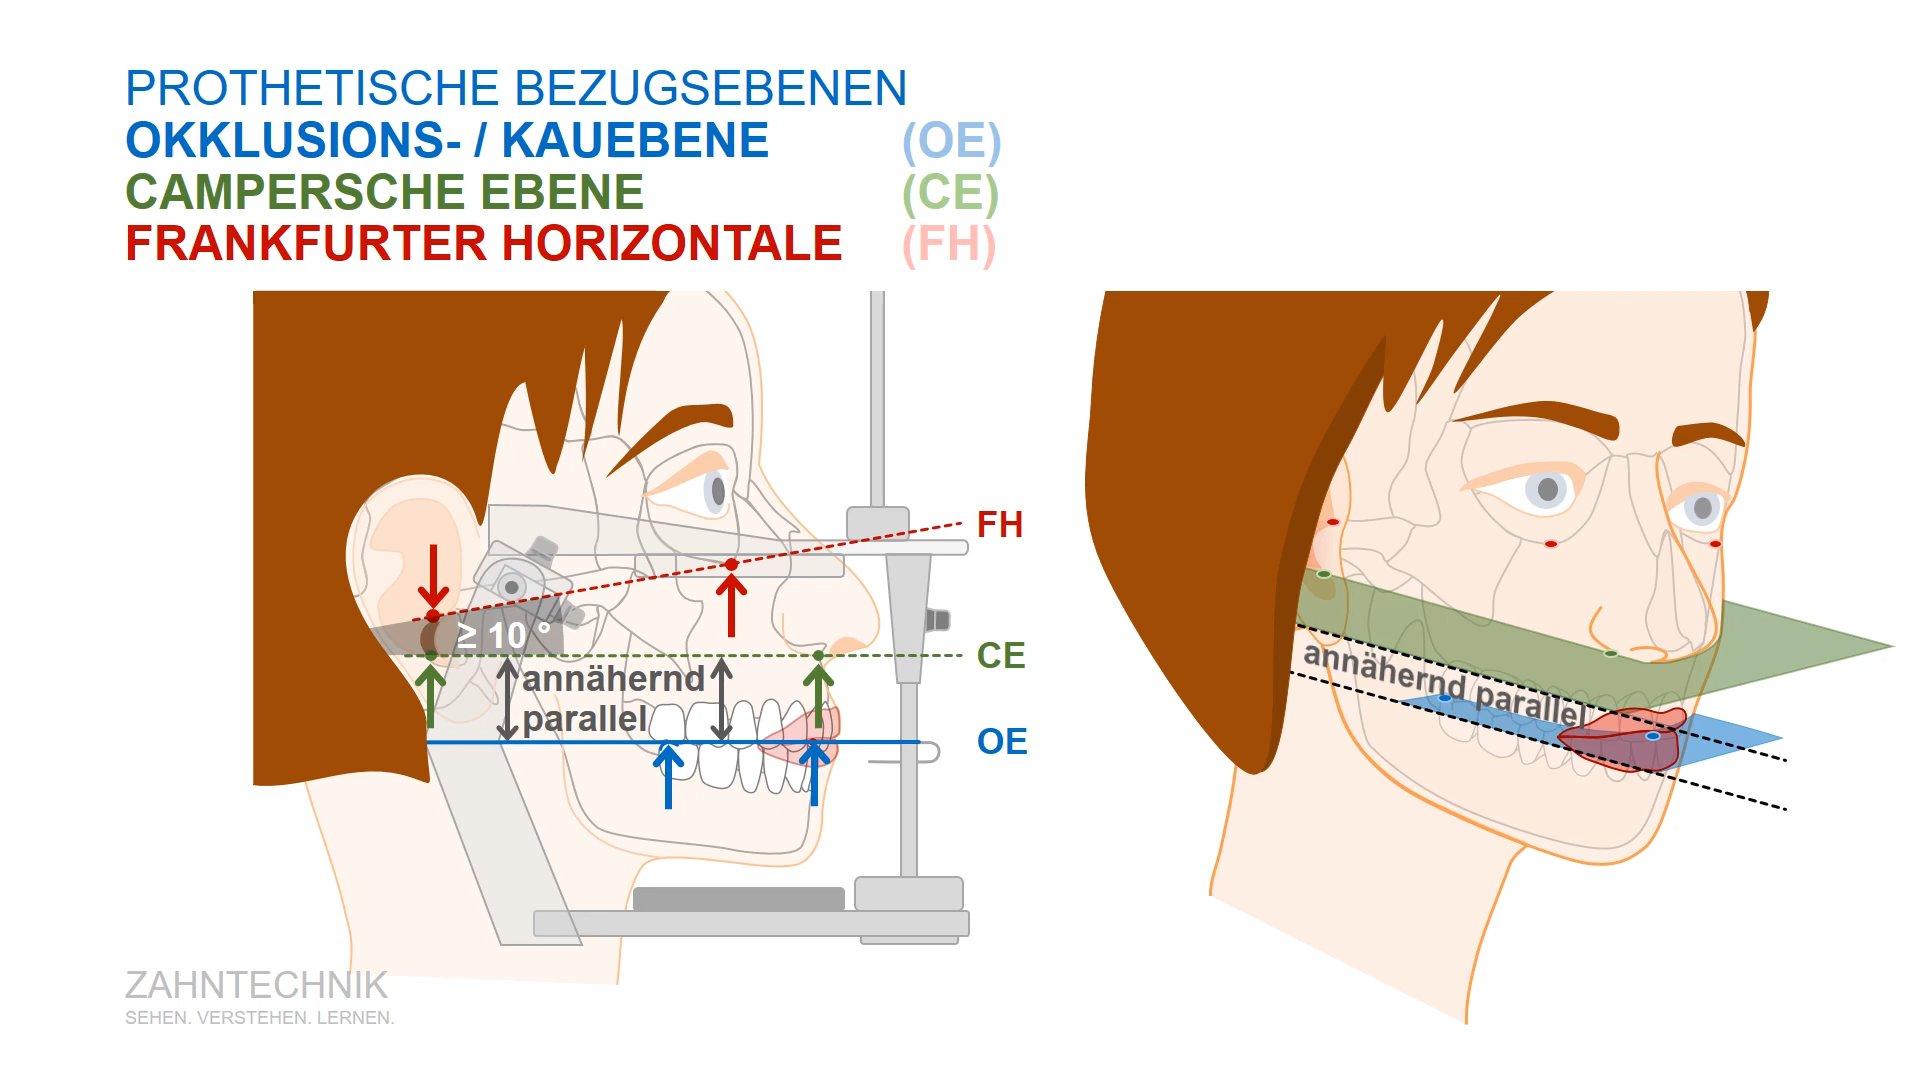 PROTHETISCHE BEZUGSEBENEN
OKKLUSIONS- / KAUEBENE (OE)
CAMPERSCHE EBENE (CE)
FRANKFURTER HORIZONTALE (FH)
FH
≥ 10 °
CE
annähernd
parallel
OE
annähernd parallel
ZAHNTECHNIK
SEHEN. VERSTEHEN. LERNEN.